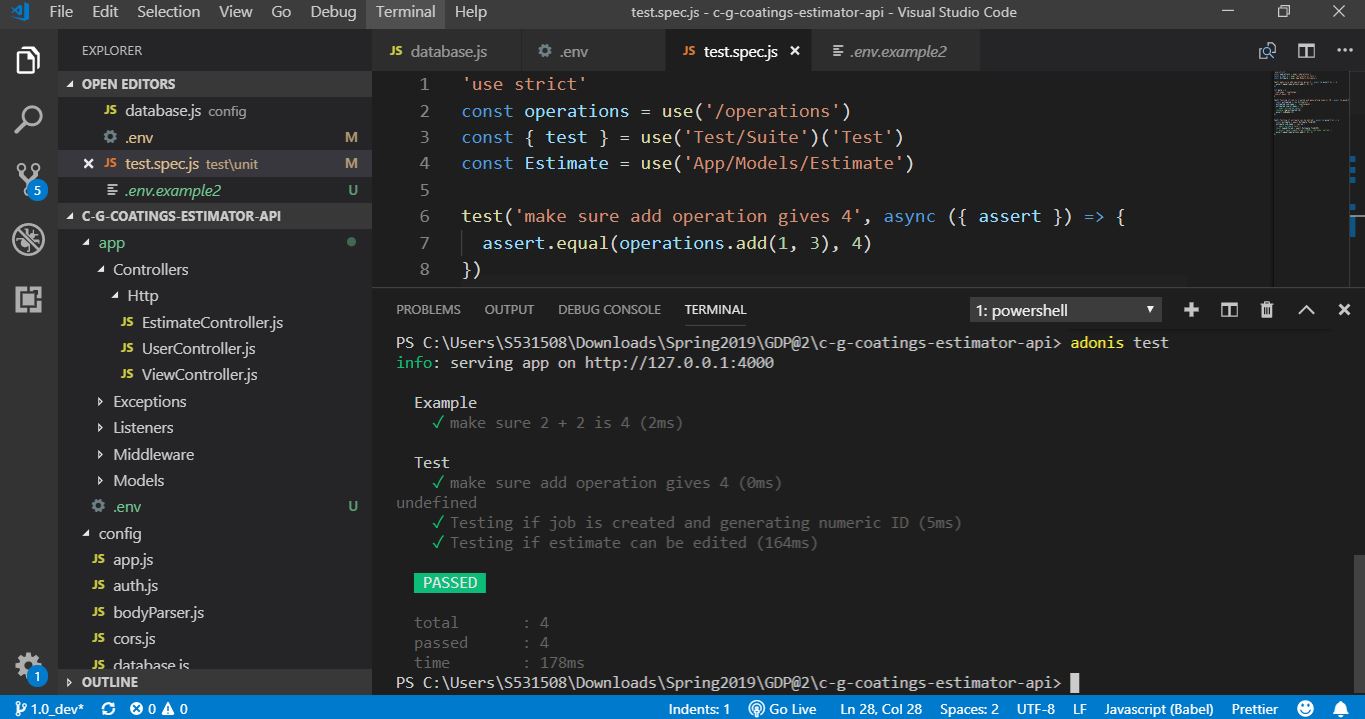 File Edit Selection View Go Debug Terminal Help test.spec.js - c-g-coatings-estimator-api - Visual Studio Code
EXPLORER
OPEN EDITORS
JS database.js config
.env M
JS test.spec.js test\unit M
.env.example2 U
C-G-COATINGS-ESTIMATOR-API
app
Controllers
Http
JS EstimateController.js
JS UserController.js
JS ViewController.js
Exceptions
Listeners
Middleware
Models
.env U
config
JS app.js
JS auth.js
JS bodyParser.js
JS cors.js
JS database.js
OUTLINE
5
1
JS database.js .env JS test.spec.js .env.example2
1 'use strict'
2 const operations = use('/operations')
3 const { test } = use('Test/Suite')('Test')
4 const Estimate = use('App/Models/Estimate')
5
6 test('make sure add operation gives 4', async ({ assert }) => {
7 assert.equal(operations.add(1, 3), 4)
8 })
PROBLEMS OUTPUT DEBUG CONSOLE TERMINAL 1: powershell
PS C:\Users\S531508\Downloads\Spring2019\GDP@2\c-g-coatings-estimator-api> adonis test
info: serving app on http://127.0.0.1:4000
Example
✓ make sure 2 + 2 is 4 (2ms)
Test
✓ make sure add operation gives 4 (0ms)
undefined
✓ Testing if job is created and generating numeric ID (5ms)
✓ Testing if estimate can be edited (164ms)
PASSED
total : 4
passed : 4
time : 178ms
PS C:\Users\S531508\Downloads\Spring2019\GDP@2\c-g-coatings-estimator-api>
1.0_dev* 0 0 Indents: 1 Go Live Ln 28, Col 28 Spaces: 2 UTF-8 LF Javascript (Babel) Prettier